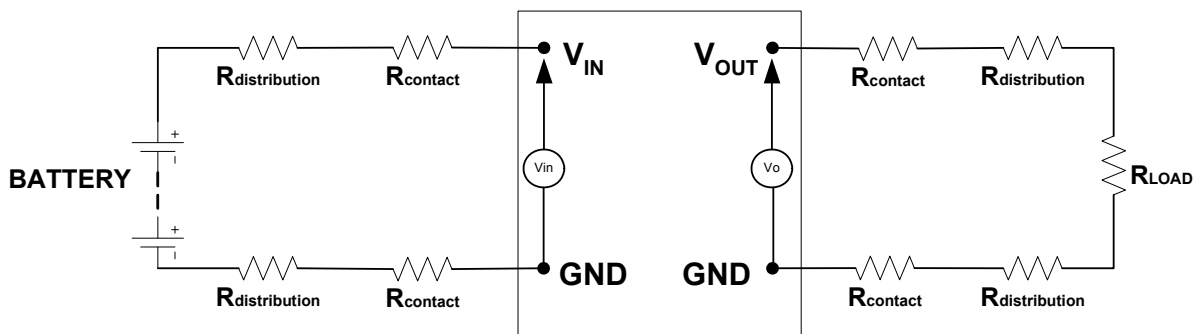 Rdistribution
Rcontact
VIN
VOUT
Rcontact
Rdistribution
+
-
BATTERY
Vin
Vo
RLOAD
+
-
Rdistribution
Rcontact
GND
GND
Rcontact
Rdistribution